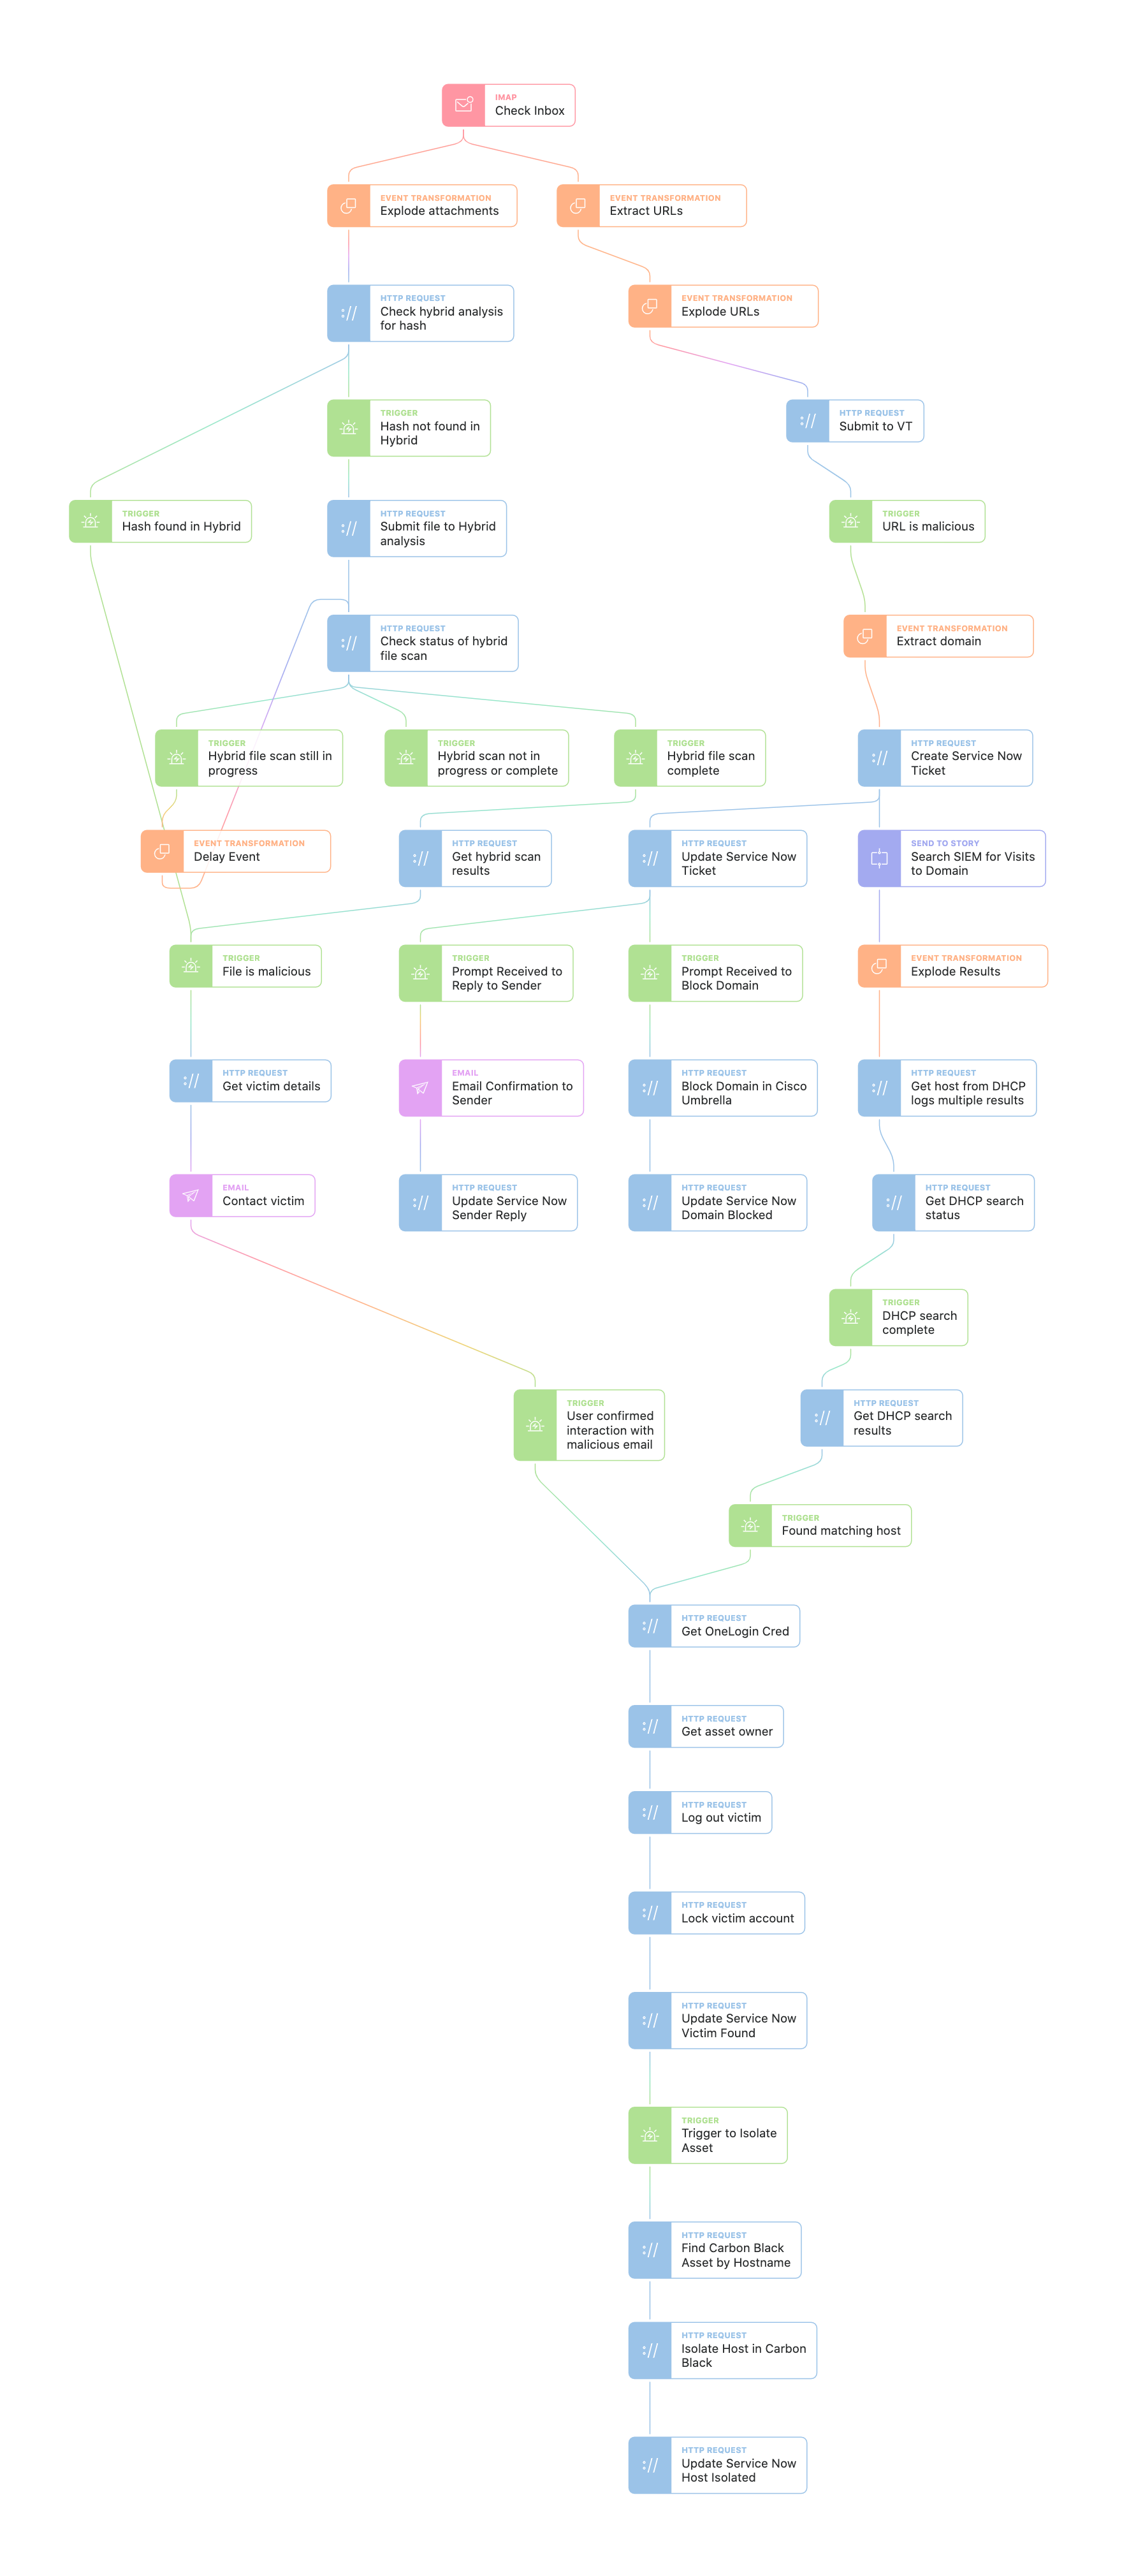 IMAP
Check Inbox
EVENT TRANSFORMATION
Explode attachments
EVENT TRANSFORMATION
Extract URLs
HTTP REQUEST
Check hybrid analysis
for hash
EVENT TRANSFORMATION
Explode URLs
TRIGGER
Hash not found in
Hybrid
HTTP REQUEST
Submit to VT
TRIGGER
Hash found in Hybrid
HTTP REQUEST
Submit file to Hybrid
analysis
TRIGGER
URL is malicious
HTTP REQUEST
Check status of hybrid
file scan
EVENT TRANSFORMATION
Extract domain
TRIGGER
Hybrid file scan still in
progress
TRIGGER
Hybrid scan not in
progress or complete
TRIGGER
Hybrid file scan
complete
HTTP REQUEST
Create Service Now
Ticket
EVENT TRANSFORMATION
Delay Event
HTTP REQUEST
Get hybrid scan
results
HTTP REQUEST
Update Service Now
Ticket
SEND TO STORY
Search SIEM for Visits
to Domain
TRIGGER
File is malicious
TRIGGER
Prompt Received to
Reply to Sender
TRIGGER
Prompt Received to
Block Domain
EVENT TRANSFORMATION
Explode Results
HTTP REQUEST
Get victim details
EMAIL
Email Confirmation to
Sender
HTTP REQUEST
Block Domain in Cisco
Umbrella
HTTP REQUEST
Get host from DHCP
logs multiple results
EMAIL
Contact victim
HTTP REQUEST
Update Service Now
Sender Reply
HTTP REQUEST
Update Service Now
Domain Blocked
HTTP REQUEST
Get DHCP search
status
TRIGGER
DHCP search
complete
TRIGGER
User confirmed
interaction with
malicious email
HTTP REQUEST
Get DHCP search
results
TRIGGER
Found matching host
HTTP REQUEST
Get OneLogin Cred
HTTP REQUEST
Get asset owner
HTTP REQUEST
Log out victim
HTTP REQUEST
Lock victim account
HTTP REQUEST
Update Service Now
Victim Found
TRIGGER
Trigger to Isolate
Asset
HTTP REQUEST
Find Carbon Black
Asset by Hostname
HTTP REQUEST
Isolate Host in Carbon
Black
HTTP REQUEST
Update Service Now
Host Isolated